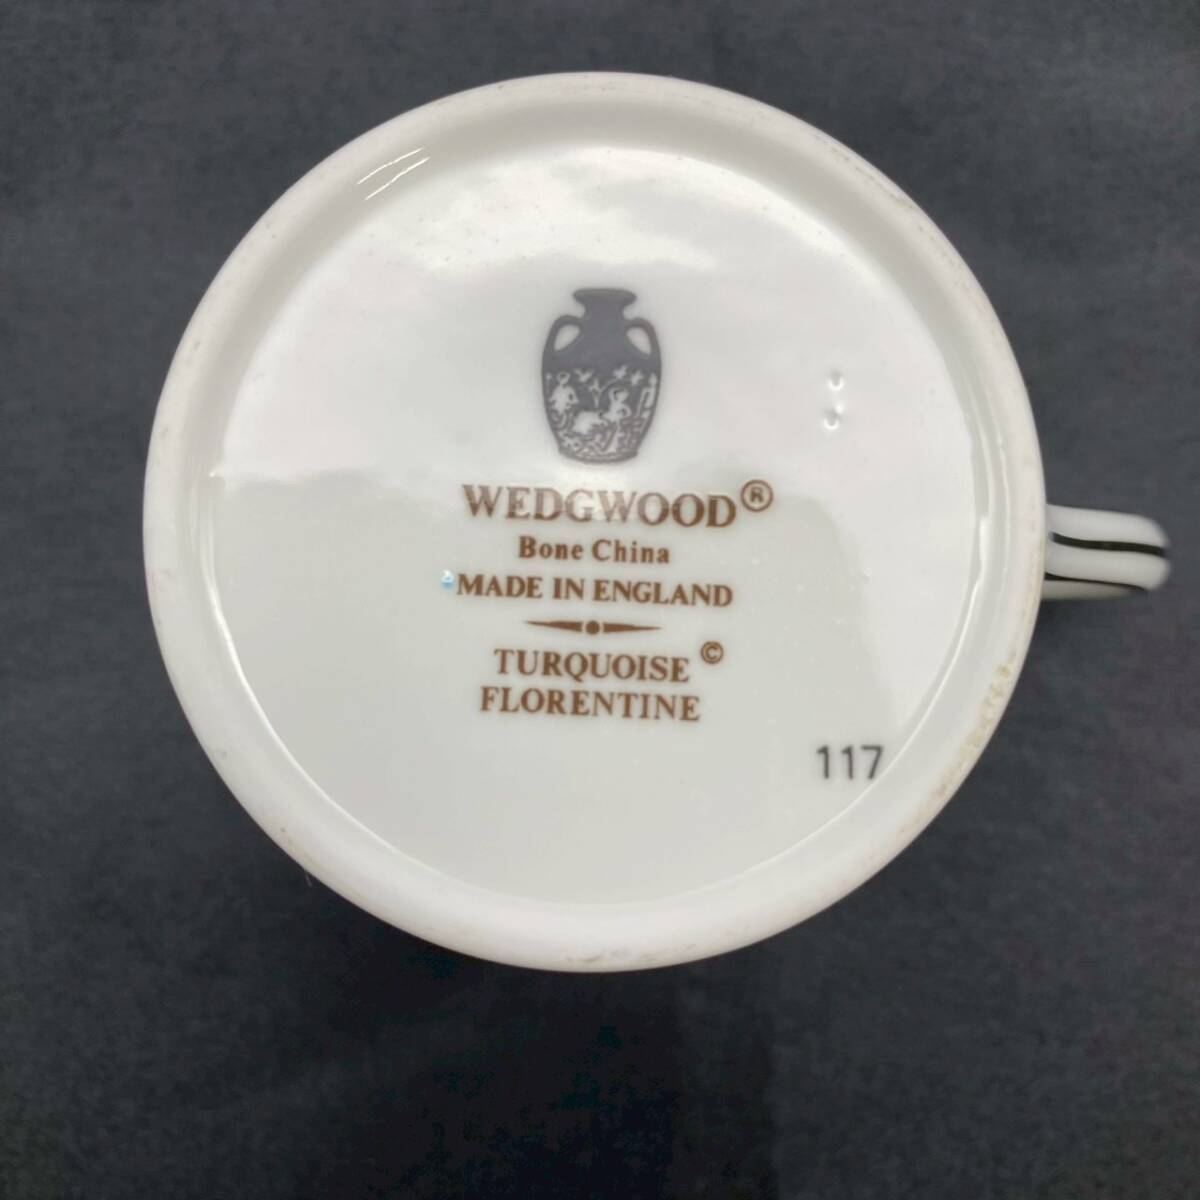 WEDGWOOD®
Bone China
MADE IN ENGLAND
TURQUOISE ©
FLORENTINE
117